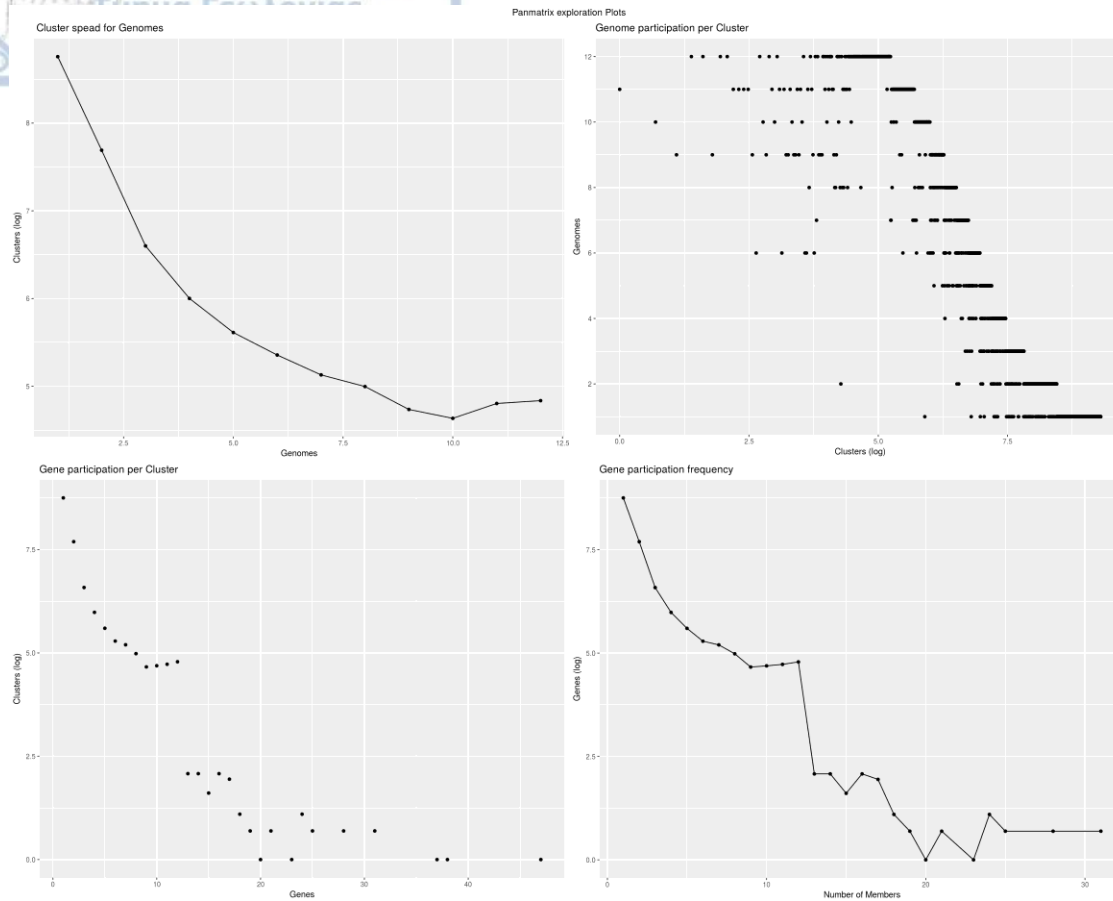 Panmatrix exploration Plots
Cluster spead for Genomes
8
7
6
5
Clusters (log)
2.5
5.0
7.5
10.0
12.5
Genomes
Genome participation per Cluster
12
10
8
6
4
2
Genomes
0.0
2.5
5.0
7.5
Clusters (log)
Gene participation per Cluster
7.5
5.0
2.5
0.0
Clusters (log)
0
10
20
30
40
Genes
Gene participation frequency
7.5
5.0
2.5
0.0
Genes (log)
0
10
20
30
Number of Members